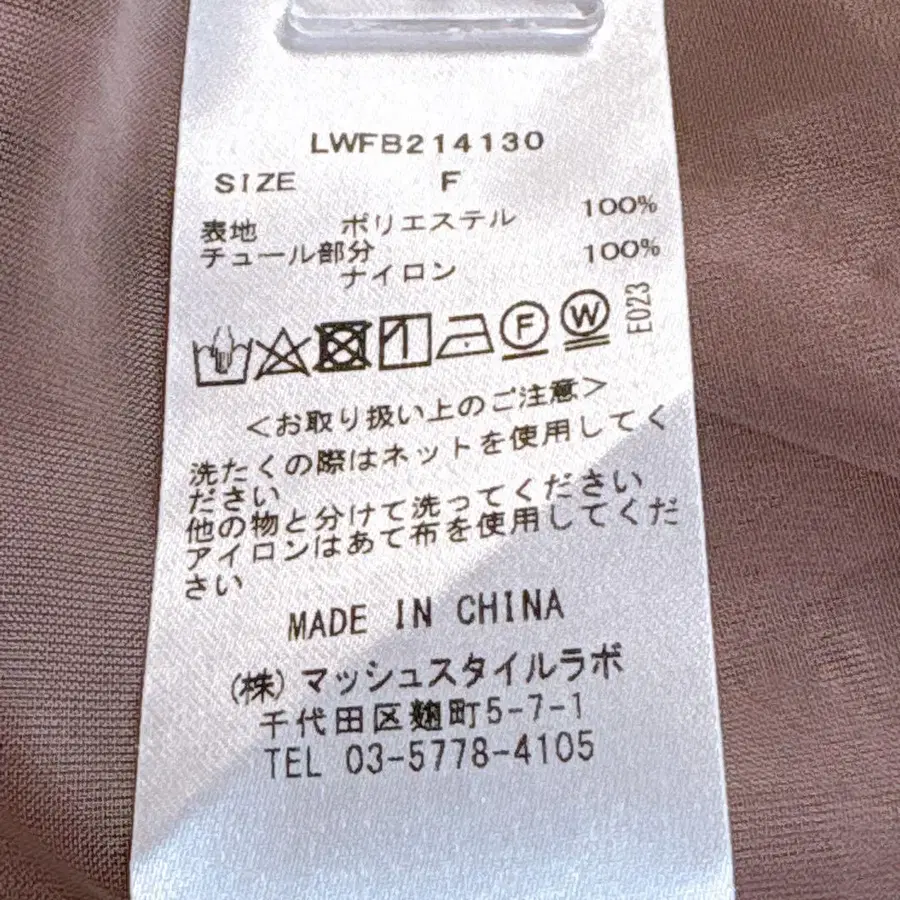 LWFB214130
SIZE F
表地 ポリエステル 100%
チュール部分
ナイロン 100%
F W E023
＜お取り扱い上のご注意＞
洗たくの際はネットを使用してく
ださい
他の物と分けて洗ってください
アイロンはあて布を使用してくだ
さい
MADE IN CHINA
(株)マッシュスタイルラボ
千代田区麹町5-7-1
TEL 03-5778-4105